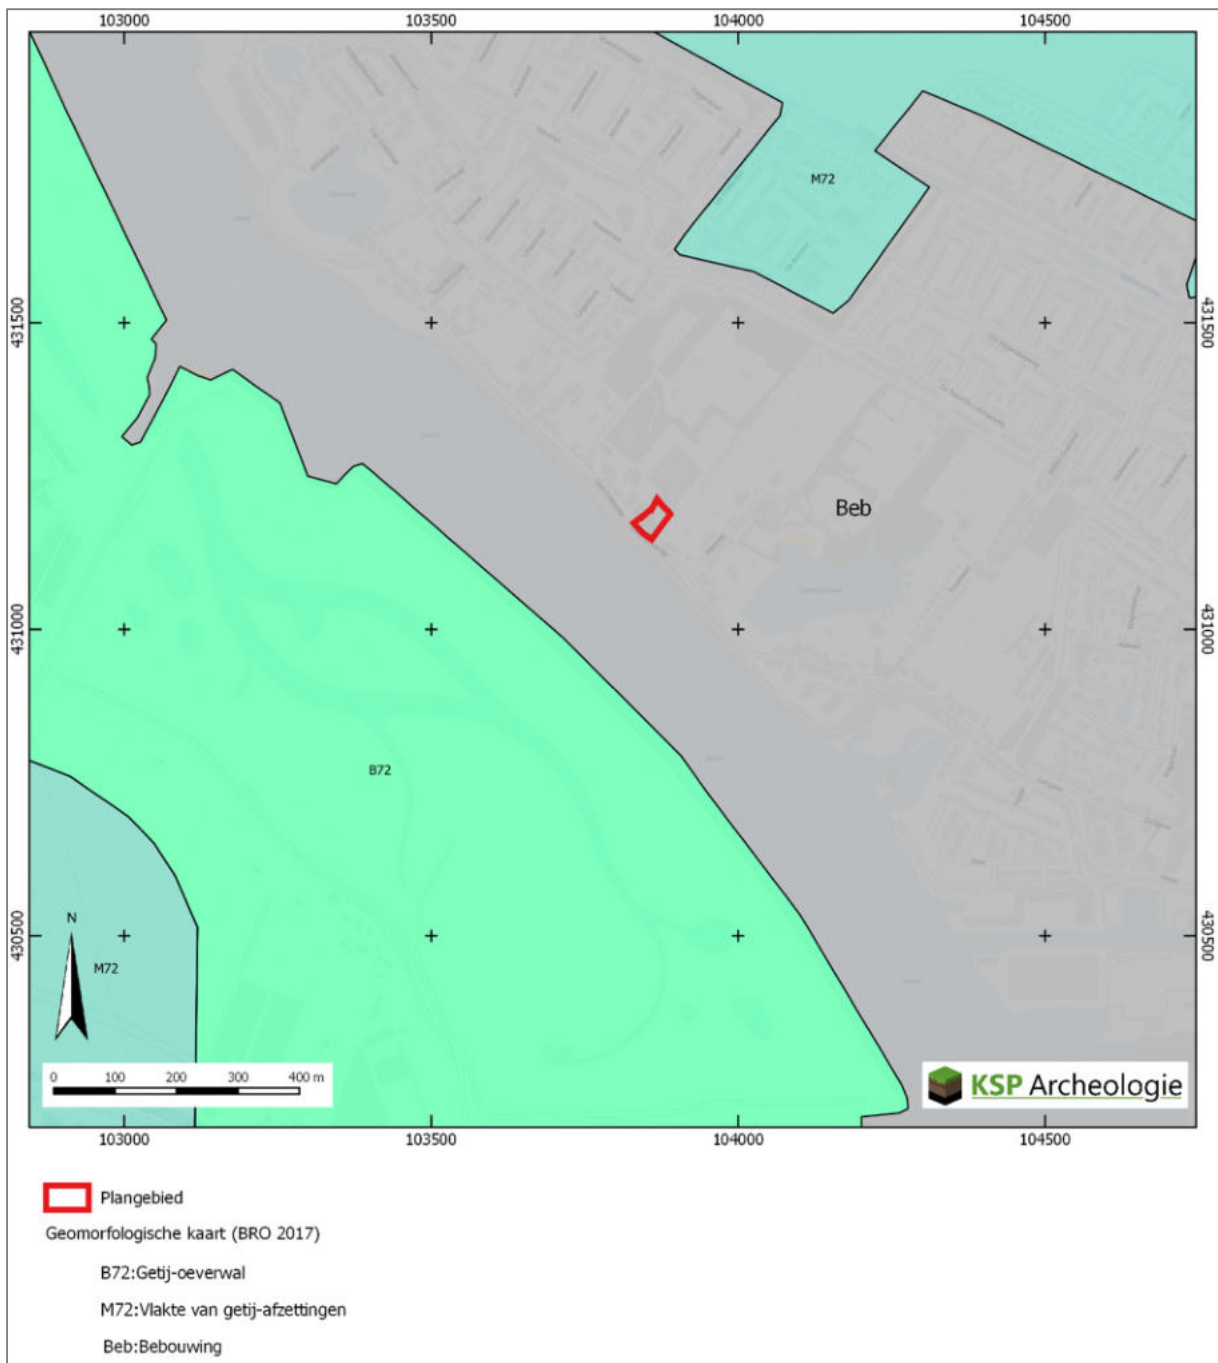 103000 103500 104000 104500
M72
431500 431500
Beb
431000 431000
B72
N
430500 430500
M72
0 100 200 300 400 m
KSP Archeologie
103000 103500 104000 104500
Plangebied
Geomorfologische kaart (BRO 2017)
B72:Getij-oeverwal
M72:Vlakte van getij-afzettingen
Beb:Bebouwing